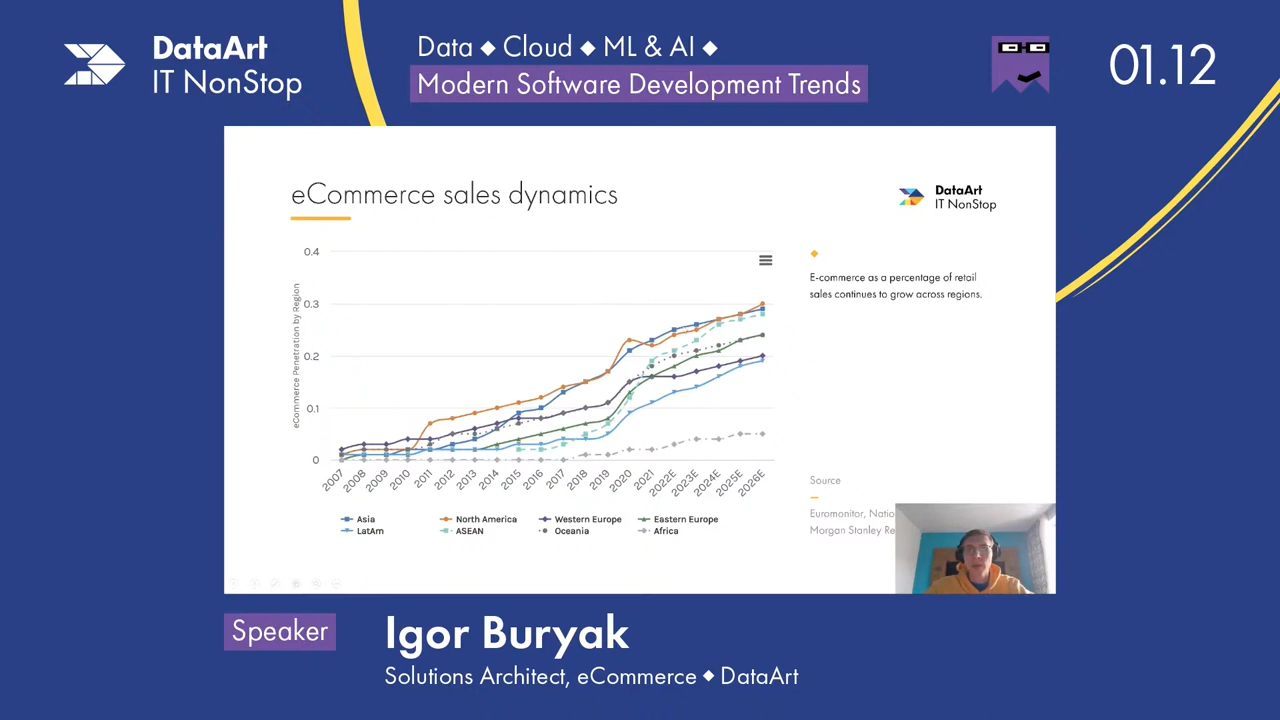 DataArt
IT NonStop
Data ◆ Cloud ◆ ML & AI ◆
Modern Software Development Trends
01.12
eCommerce sales dynamics
DataArt
IT NonStop
0.4
0.3
0.2
0.1
0
eCommerce Penetration by Region
2007
2008
2009
2010
2011
2012
2013
2014
2015
2016
2017
2018
2019
2020
2021
2022E
2023E
2024E
2025E
2026E
Asia
North America
Western Europe
Eastern Europe
LatAm
ASEAN
Oceania
Africa
E-commerce as a percentage of retail
sales continues to grow across regions.
Source
Euromonitor, Natio
Morgan Stanley Re
Speaker
Igor Buryak
Solutions Architect, eCommerce ◆ DataArt